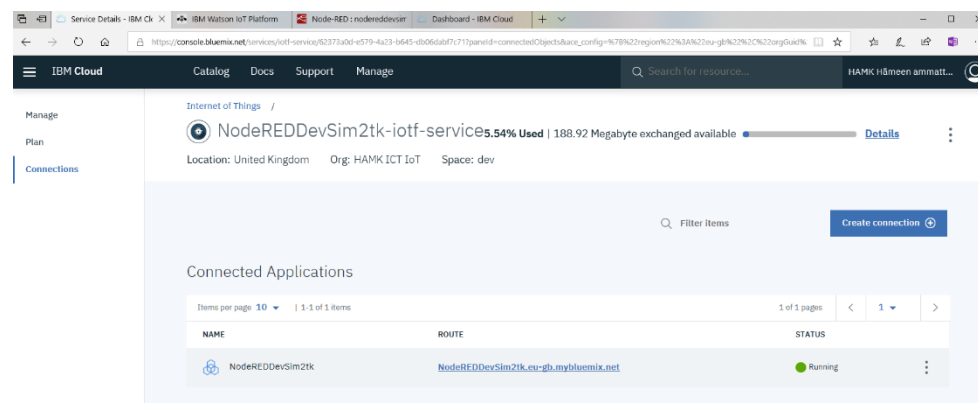 Service Details - IBM Clo
IBM Watson IoT Platform
Node-RED : nodereddevsim
Dashboard - IBM Cloud
https://console.bluemix.net/services/iotf-service/62373a0d-e579-4a23-b645-db06dabf7c71?paneId=connectedObjects&ace_config=%7B%22region%22%3A%22eu-gb%22%2C%22orgGuid%
IBM Cloud
Catalog Docs Support Manage
Search for resource...
HAMK Hämeen ammatt...
Manage
Plan
Connections
Internet of Things /
NodeREDDevSim2tk-iotf-service 5.54% Used | 188.92 Megabyte exchanged available Details
Location: United Kingdom Org: HAMK ICT IoT Space: dev
Filter items
Create connection
Connected Applications
Items per page 10 | 1-1 of 1 items
1 of 1 pages < 1 >
NAME ROUTE STATUS
NodeREDDevSim2tk NodeREDDevSim2tk.eu-gb.mybluemix.net Running